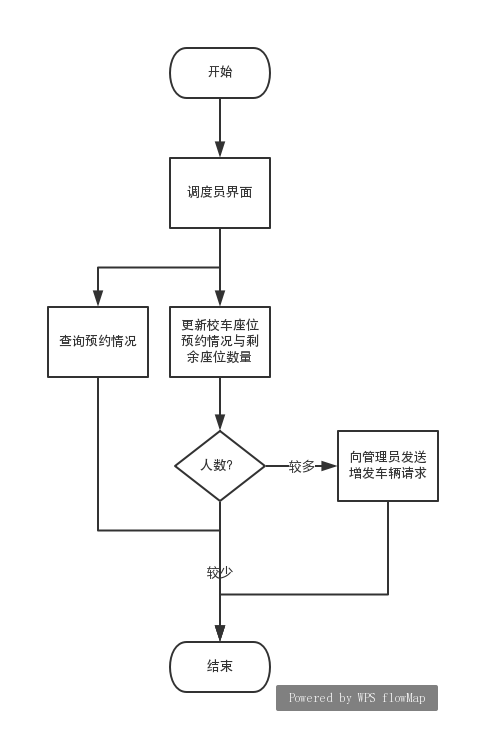 开始
调度员界面
查询预约情况
更新校车座位
预约情况与剩
余座位数量
人数?
较多
向管理员发送
增发车辆请求
较少
结束
Powered by WPS flowMap